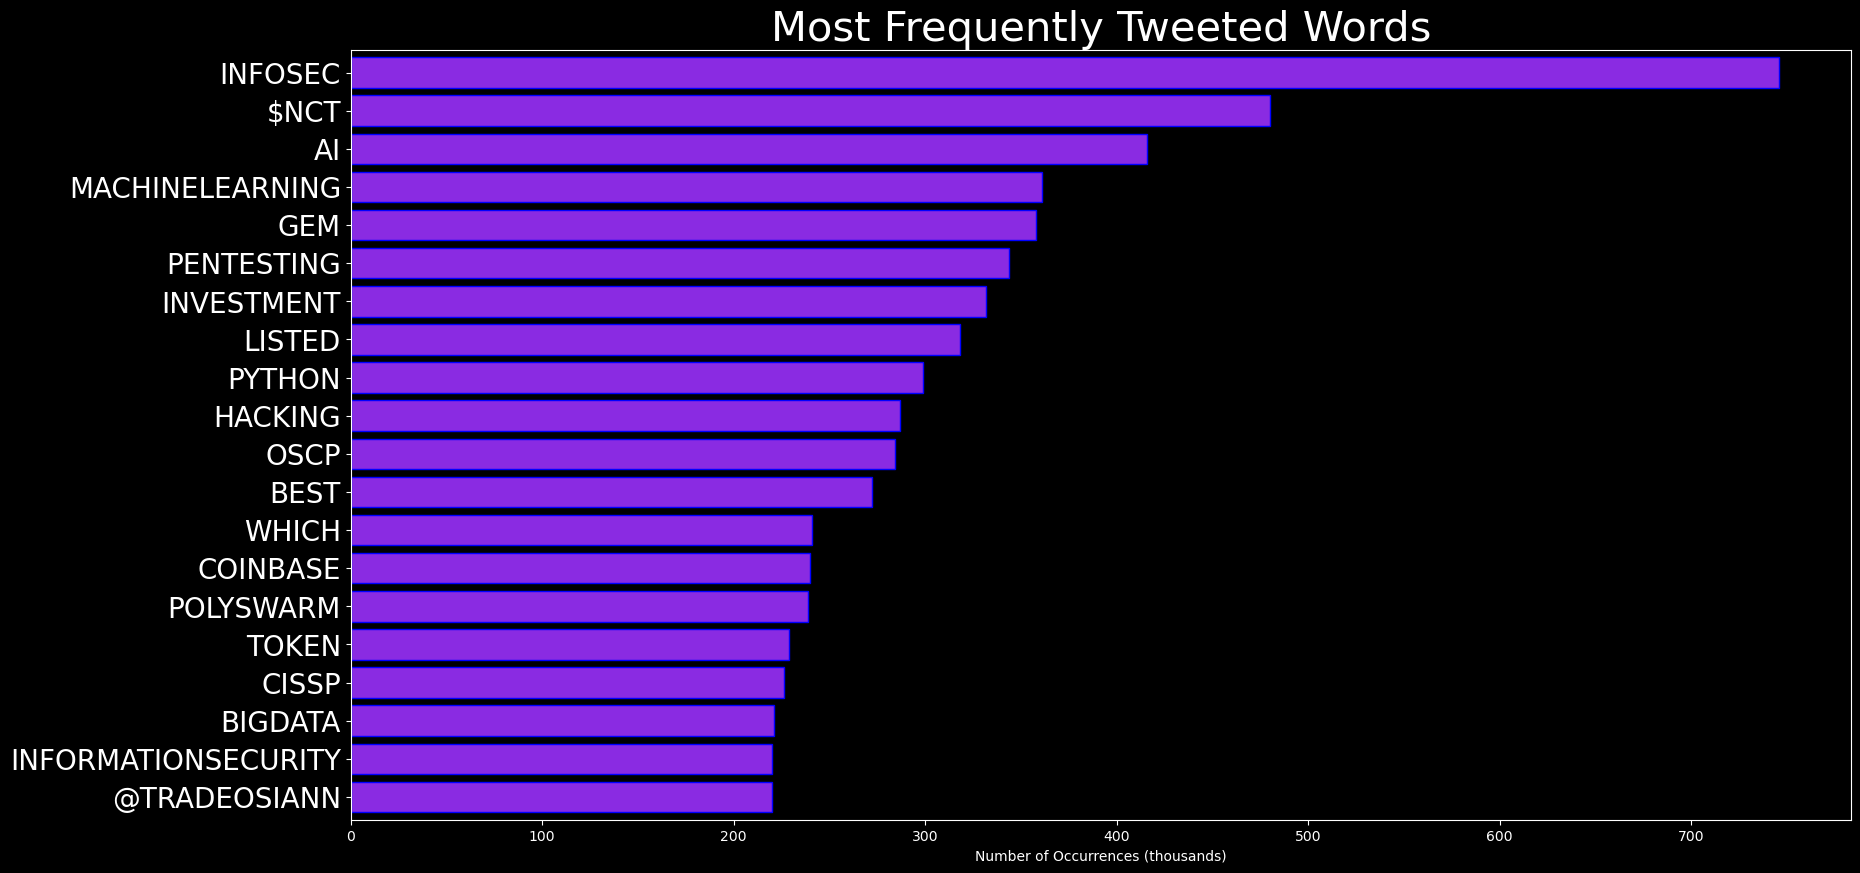 Most Frequently Tweeted Words
INFOSEC
$NCT
AI
MACHINELEARNING
GEM
PENTESTING
INVESTMENT
LISTED
PYTHON
HACKING
OSCP
BEST
WHICH
COINBASE
POLYSWARM
TOKEN
CISSP
BIGDATA
INFORMATIONSECURITY
@TRADEOSIANN
0 100 200 300 400 500 600 700
Number of Occurrences (thousands)